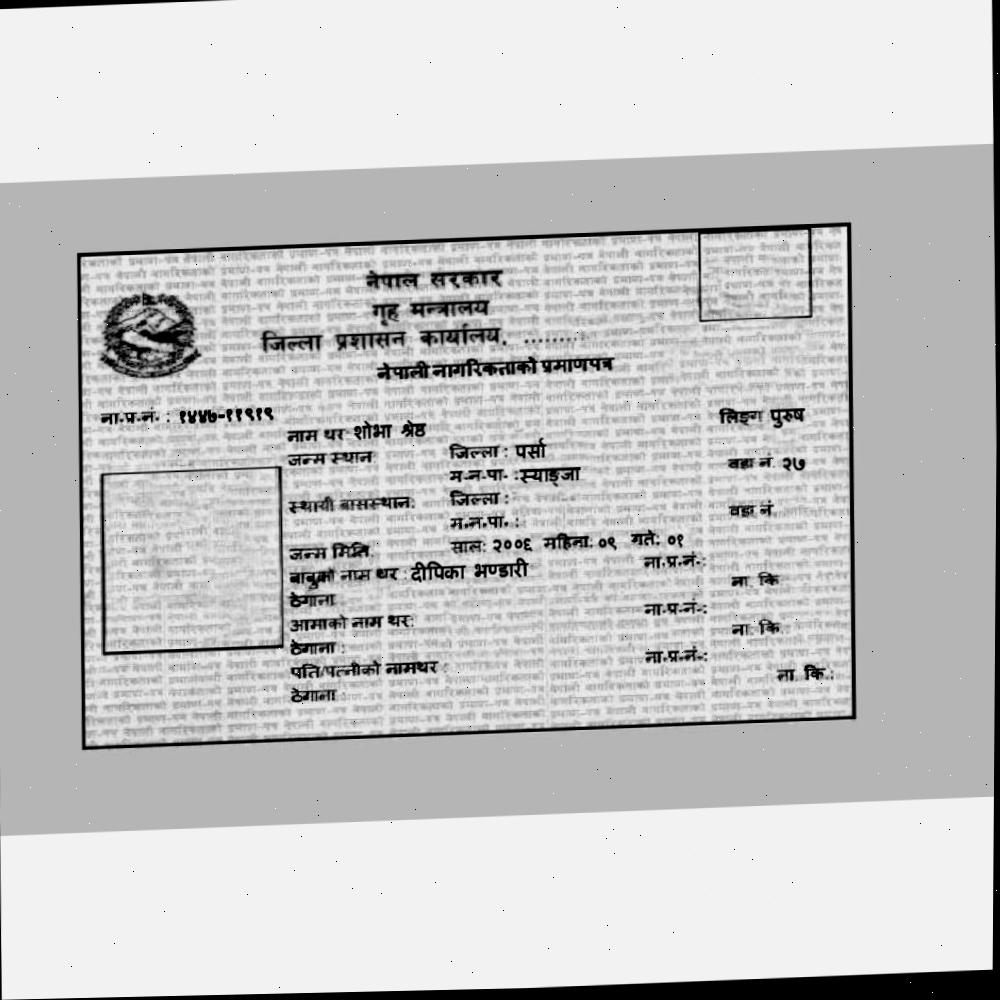 नेपाल सरकार
गृह मन्त्रालय
जिल्ला प्रशासन कार्यालय, .........
नेपाली नागरिकताको प्रमाणपत्र
ना.प्र.नं. : १४४७-११९१९
लिङ्ग पुरुष
नाम थर शोभा श्रेष्ठ
जन्म स्थान जिल्ला : पर्सा
म.न.पा. :स्याङ्जा वडा नं. २७
स्थायी बासस्थान: जिल्ला :
म.न.पा. : वडा नं.
जन्म मिति: साल: २००६ महिना: ०९ गते: ०१
बाबुको नाम थर : दीपिका भण्डारी ना.प्र.नं.:
ठेगाना ना. कि
आमाको नाम थर: ना.प्र.नं.:
ठेगाना : ना. कि.
पति/पत्नीको नामथर : ना.प्र.नं.:
ठेगाना : ना. कि.: